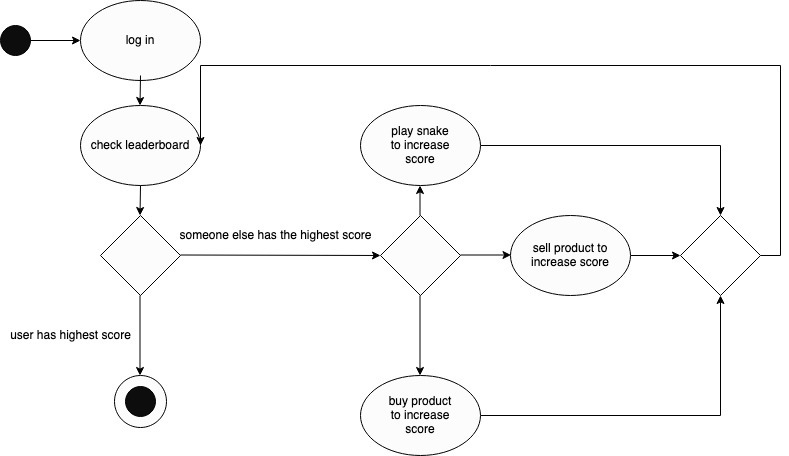 log in
check leaderboard
play snake
to increase
score
someone else has the highest score
sell product to
increase score
user has highest score
buy product
to increase
score